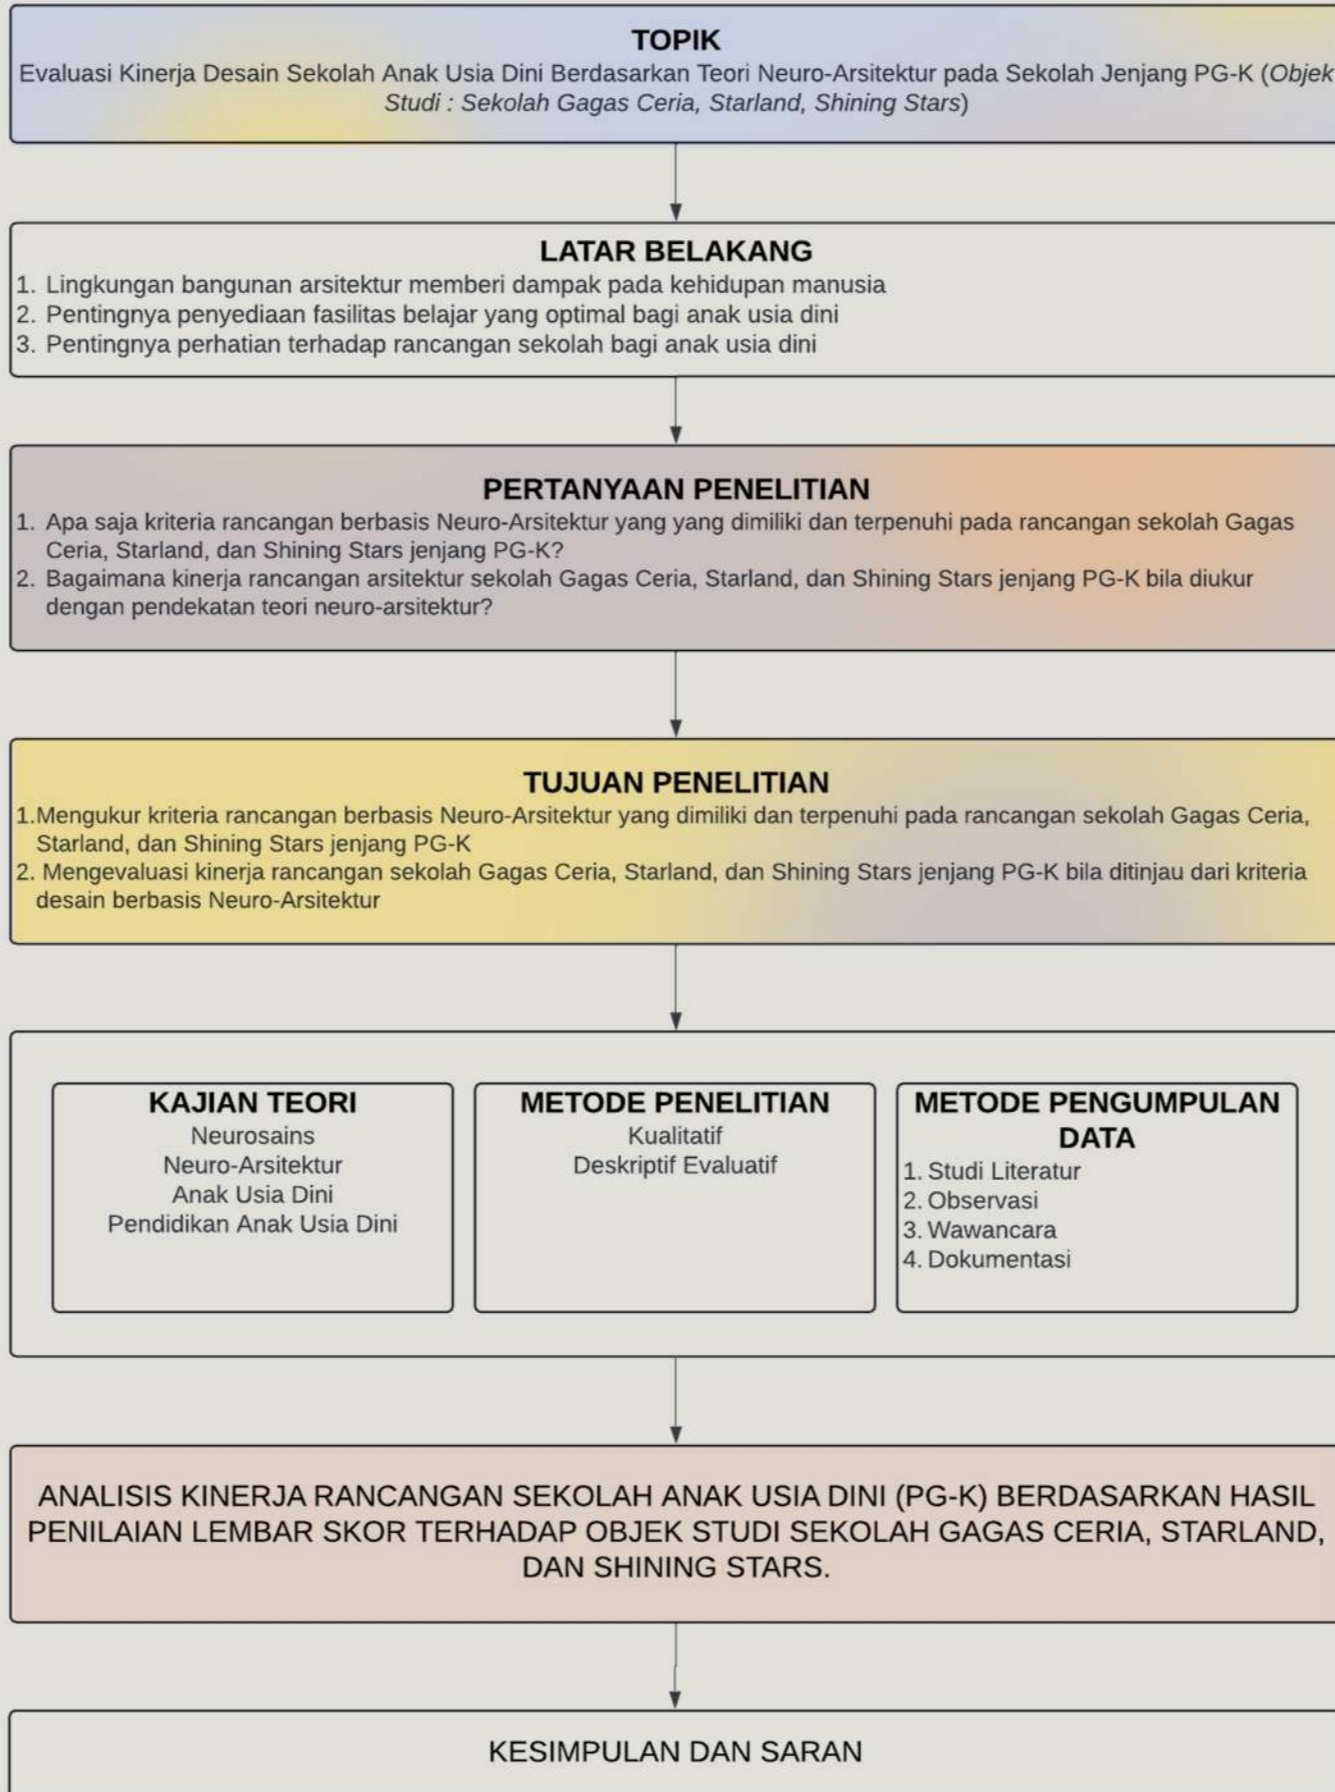 TOPIK
Evaluasi Kinerja Desain Sekolah Anak Usia Dini Berdasarkan Teori Neuro-Arsitektur pada Sekolah Jenjang PG-K (Objek
Studi : Sekolah Gagas Ceria, Starland, Shining Stars)
LATAR BELAKANG
1. Lingkungan bangunan arsitektur memberi dampak pada kehidupan manusia
2. Pentingnya penyediaan fasilitas belajar yang optimal bagi anak usia dini
3. Pentingnya perhatian terhadap rancangan sekolah bagi anak usia dini
PERTANYAAN PENELITIAN
1. Apa saja kriteria rancangan berbasis Neuro-Arsitektur yang yang dimiliki dan terpenuhi pada rancangan sekolah Gagas
Ceria, Starland, dan Shining Stars jenjang PG-K?
2. Bagaimana kinerja rancangan arsitektur sekolah Gagas Ceria, Starland, dan Shining Stars jenjang PG-K bila diukur
dengan pendekatan teori neuro-arsitektur?
TUJUAN PENELITIAN
1.Mengukur kriteria rancangan berbasis Neuro-Arsitektur yang dimiliki dan terpenuhi pada rancangan sekolah Gagas Ceria,
Starland, dan Shining Stars jenjang PG-K
2. Mengevaluasi kinerja rancangan sekolah Gagas Ceria, Starland, dan Shining Stars jenjang PG-K bila ditinjau dari kriteria
desain berbasis Neuro-Arsitektur
KAJIAN TEORI
Neurosains
Neuro-Arsitektur
Anak Usia Dini
Pendidikan Anak Usia Dini
METODE PENELITIAN
Kualitatif
Deskriptif Evaluatif
METODE PENGUMPULAN
DATA
1. Studi Literatur
2. Observasi
3. Wawancara
4. Dokumentasi
ANALISIS KINERJA RANCANGAN SEKOLAH ANAK USIA DINI (PG-K) BERDASARKAN HASIL
PENILAIAN LEMBAR SKOR TERHADAP OBJEK STUDI SEKOLAH GAGAS CERIA, STARLAND,
DAN SHINING STARS.
KESIMPULAN DAN SARAN